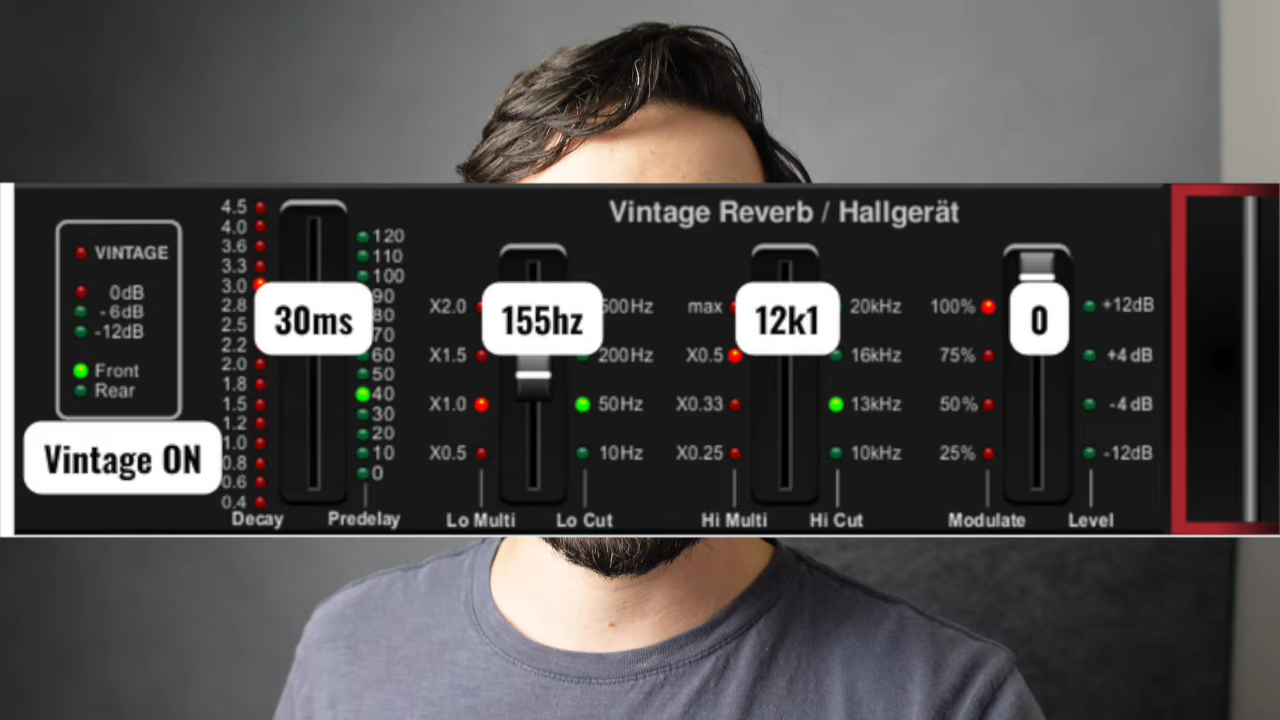 Vintage Reverb / Hallgerät
VINTAGE
0dB
-6dB
-12dB
Front
Rear
Vintage ON
4.5
4.0
3.6
3.3
3.0
2.8
2.5
2.2
2.0
1.8
1.5
1.2
1.0
0.8
0.6
0.4
Decay
30ms
120
110
100
90
80
70
60
50
40
30
20
10
0
Predelay
X2.0
X1.5
X1.0
X0.5
Lo Multi
155hz
500Hz
200Hz
50Hz
10Hz
Lo Cut
max
X0.5
X0.33
X0.25
Hi Multi
12k1
20kHz
16kHz
13kHz
10kHz
Hi Cut
100%
75%
50%
25%
Modulate
0
+12dB
+4dB
-4dB
-12dB
Level